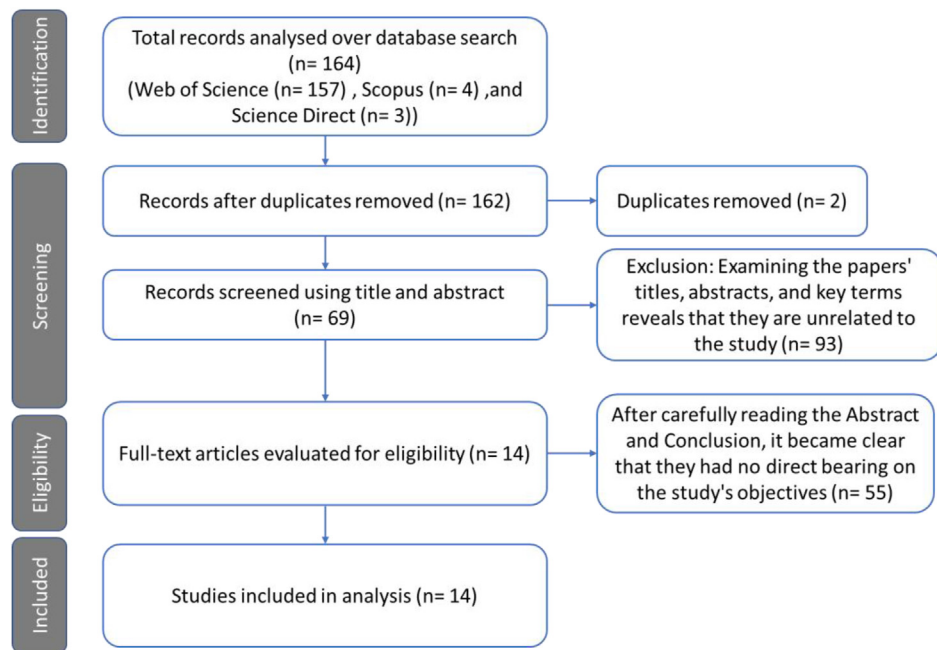 Identification
Total records analysed over database search
(n= 164)
(Web of Science (n= 157) , Scopus (n= 4) ,and
Science Direct (n= 3))
Screening
Records after duplicates removed (n= 162)
Duplicates removed (n= 2)
Records screened using title and abstract
(n= 69)
Exclusion: Examining the papers'
titles, abstracts, and key terms
reveals that they are unrelated to
the study (n= 93)
Eligibility
Full-text articles evaluated for eligibility (n= 14)
After carefully reading the Abstract
and Conclusion, it became clear
that they had no direct bearing on
the study's objectives (n= 55)
Included
Studies included in analysis (n= 14)